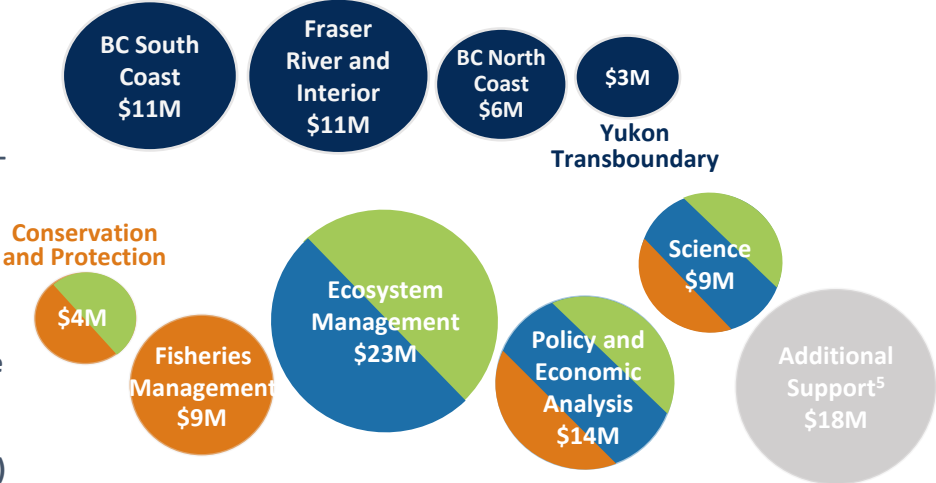 BC South
Coast
$11M
Fraser
River and
Interior
$11M
BC North
Coast
$6M
$3M
Yukon
Transboundary
Conservation
and Protection
$4M
Fisheries
Management
$9M
Ecosystem
Management
$23M
Policy and
Economic
Analysis
$14M
Science
$9M
Additional
Support⁵
$18M